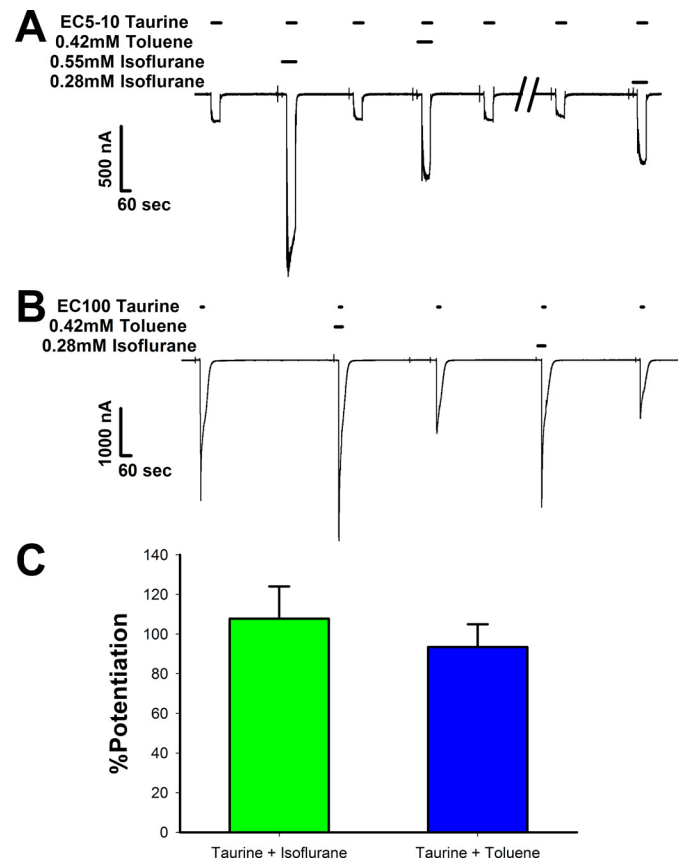 A
EC5-10 Taurine
0.42mM Toluene
0.55mM Isoflurane
0.28mM Isoflurane
500 nA
60 sec
B
EC100 Taurine
0.42mM Toluene
0.28mM Isoflurane
1000 nA
60 sec
C
%Potentiation
140
120
100
80
60
40
20
0
Taurine + Isoflurane
Taurine + Toluene